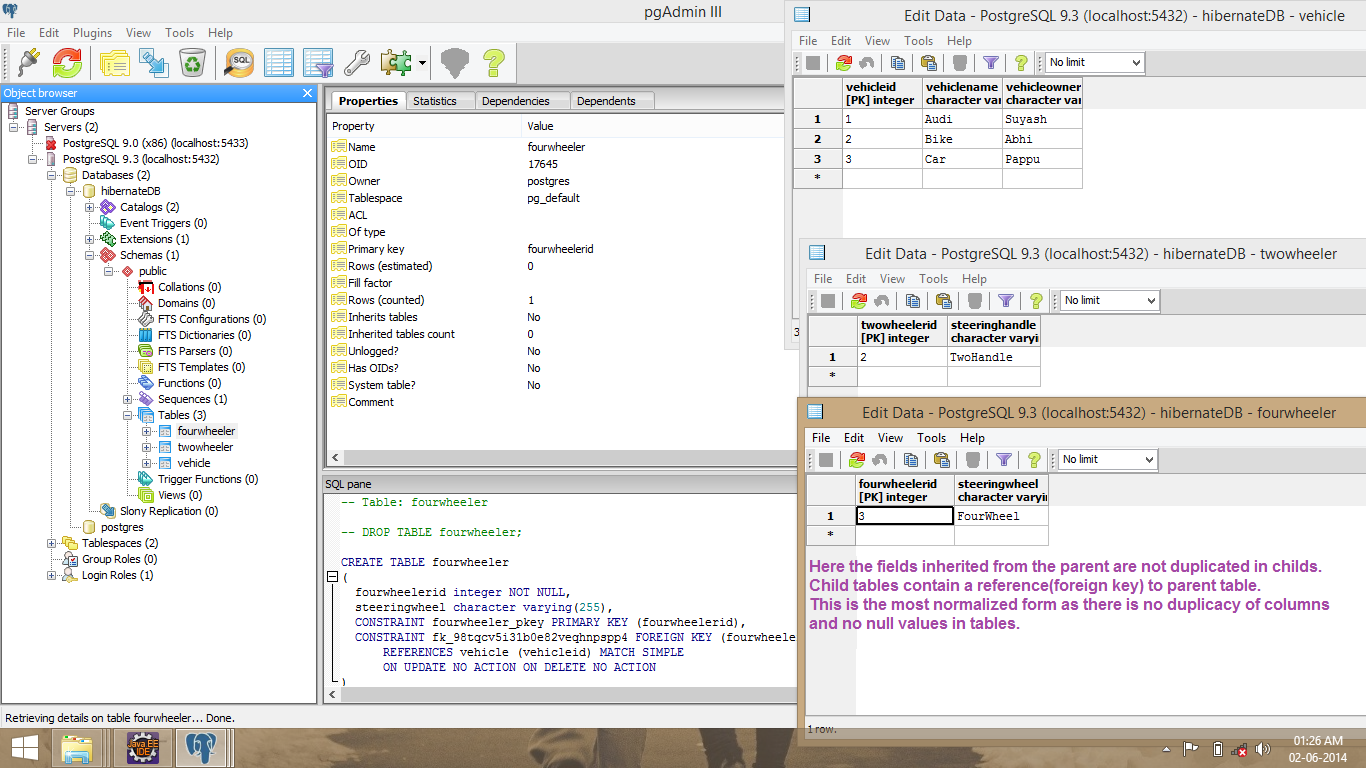 pgAdmin III
File Edit Plugins View Tools Help
SQL
Object browser
Server Groups
Servers (2)
PostgreSQL 9.0 (x86) (localhost:5433)
PostgreSQL 9.3 (localhost:5432)
Databases (2)
hibernateDB
Catalogs (2)
Event Triggers (0)
Extensions (1)
Schemas (1)
public
Collations (0)
Domains (0)
FTS Configurations (0)
FTS Dictionaries (0)
FTS Parsers (0)
FTS Templates (0)
Functions (0)
Sequences (1)
Tables (3)
fourwheeler
twowheeler
vehicle
Trigger Functions (0)
Views (0)
Slony Replication (0)
postgres
Tablespaces (2)
Group Roles (0)
Login Roles (1)
Properties Statistics Dependencies Dependents
Property Value
Name fourwheeler
OID 17645
Owner postgres
Tablespace pg_default
ACL
Of type
Primary key fourwheelerid
Rows (estimated) 0
Fill factor
Rows (counted) 1
Inherits tables No
Inherited tables count 0
Unlogged? No
Has OIDs? No
System table? No
Comment
SQL pane
-- Table: fourwheeler
-- DROP TABLE fourwheeler;
CREATE TABLE fourwheeler
(
fourwheelerid integer NOT NULL,
steeringwheel character varying(255),
CONSTRAINT fourwheeler_pkey PRIMARY KEY (fourwheelerid),
CONSTRAINT fk_98tqcv5i31b0e82veqhnpspp4 FOREIGN KEY (fourwheele
REFERENCES vehicle (vehicleid) MATCH SIMPLE
ON UPDATE NO ACTION ON DELETE NO ACTION
)
Retrieving details on table fourwheeler... Done.
Edit Data - PostgreSQL 9.3 (localhost:5432) - hibernateDB - vehicle
File Edit View Tools Help
No limit
vehicleid vehiclename vehicleowner
[PK] integer character var character var
1 1 Audi Suyash
2 2 Bike Abhi
3 3 Car Pappu
*
3
Edit Data - PostgreSQL 9.3 (localhost:5432) - hibernateDB - twowheeler
File Edit View Tools Help
No limit
twowheelerid steeringhandle
[PK] integer character varyi
1 2 TwoHandle
*
Edit Data - PostgreSQL 9.3 (localhost:5432) - hibernateDB - fourwheeler
File Edit View Tools Help
No limit
fourwheelerid steeringwheel
[PK] integer character varyin
1 3 FourWheel
*
Here the fields inherited from the parent are not duplicated in childs.
Child tables contain a reference(foreign key) to parent table.
This is the most normalized form as there is no duplicacy of columns
and no null values in tables.
1 row.
Java EE
IDE
01:26 AM
02-06-2014